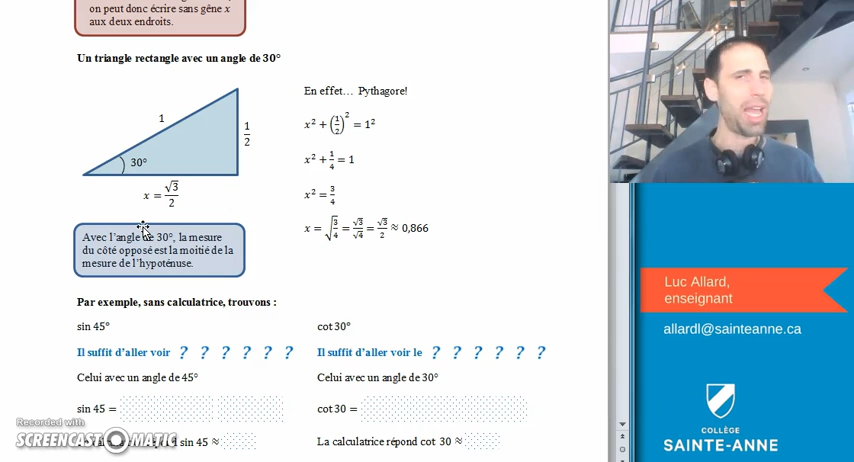 on peut donc écrire sans gêne x
aux deux endroits.
Un triangle rectangle avec un angle de 30°
1
1/2
30°
x = √3/2
En effet… Pythagore!
x² + (1/2)² = 1²
x² + 1/4 = 1
x² = 3/4
x = √(3/4) = √3/√4 = √3/2 ≈ 0,866
Avec l'angle de 30°, la mesure
du côté opposé est la moitié de la
mesure de l'hypoténuse.
Par exemple, sans calculatrice, trouvons :
sin 45°
Il suffit d'aller voir ? ? ? ? ? ?
Celui avec un angle de 45°
sin 45 =
sin 45 ≈
cot 30°
Il suffit d'aller voir le ? ? ? ? ? ?
Celui avec un angle de 30°
cot 30 =
La calculatrice répond cot 30 ≈
Recorded with
SCREENCAST-O-MATIC
Luc Allard,
enseignant
allardl@sainteanne.ca
COLLÈGE
SAINTE-ANNE